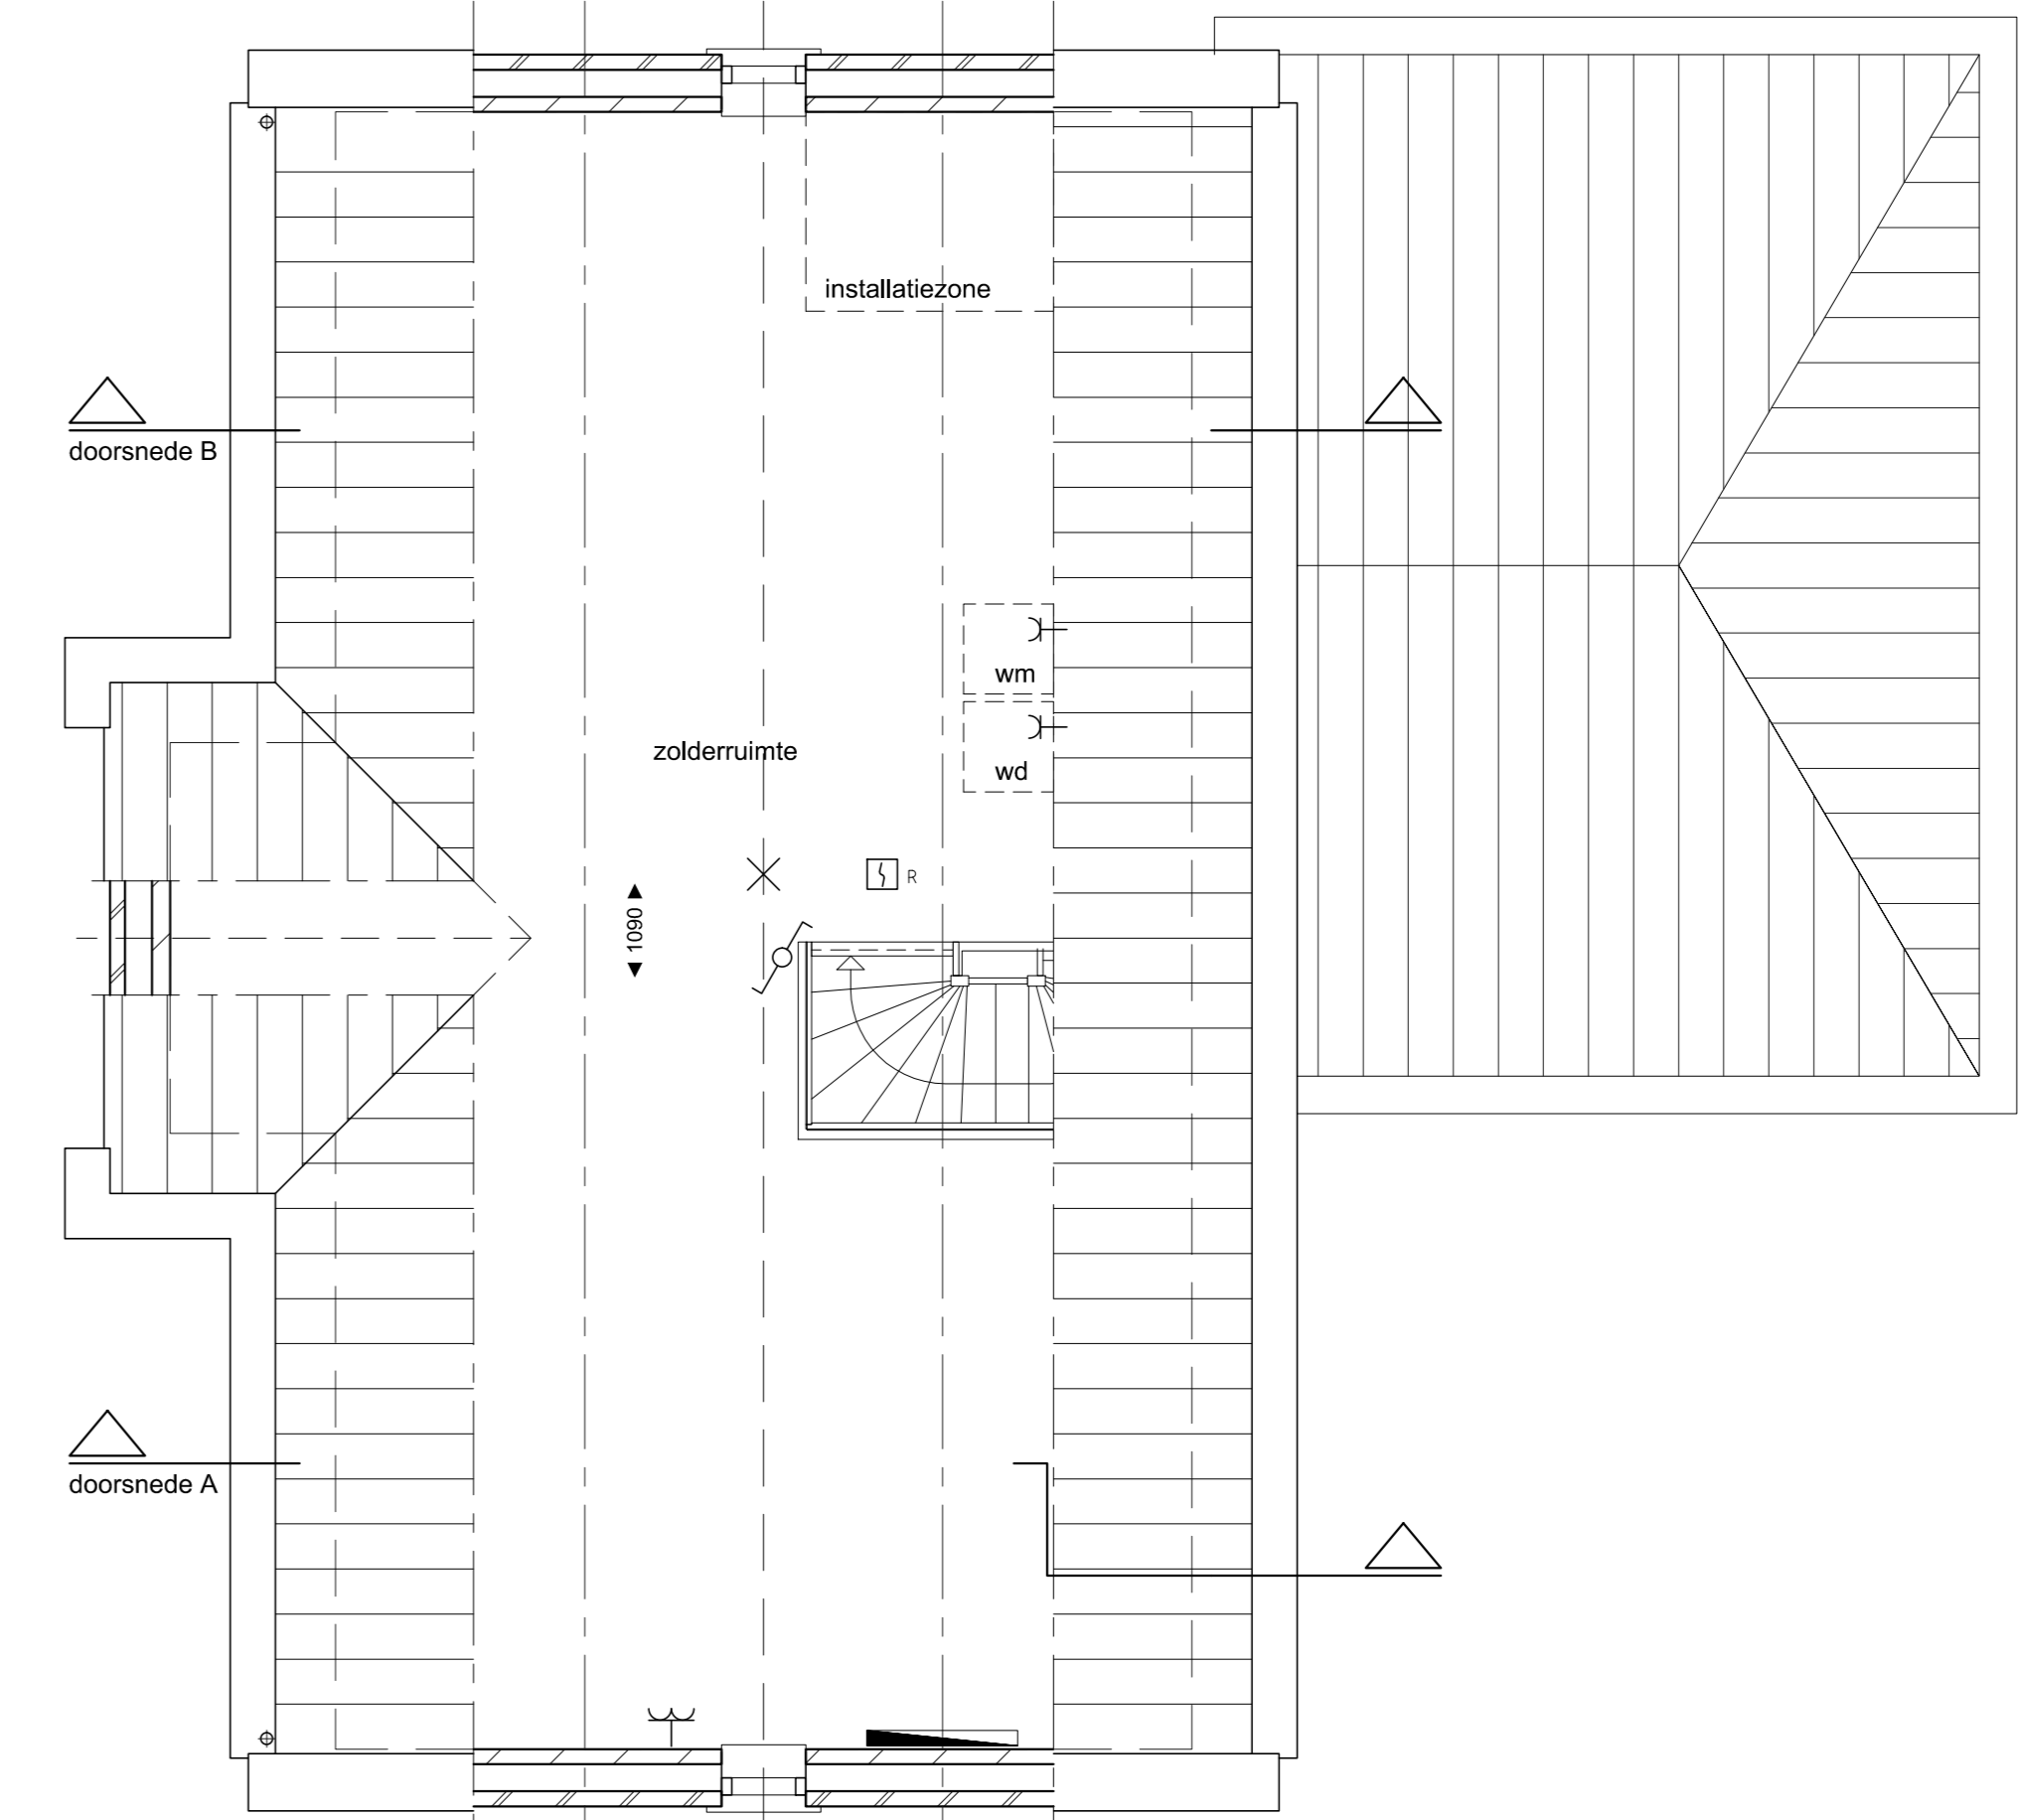 installatiezone
doorsnede B
wm
zolderruimte
wd
R
◄ 1090 ►
doorsnede A